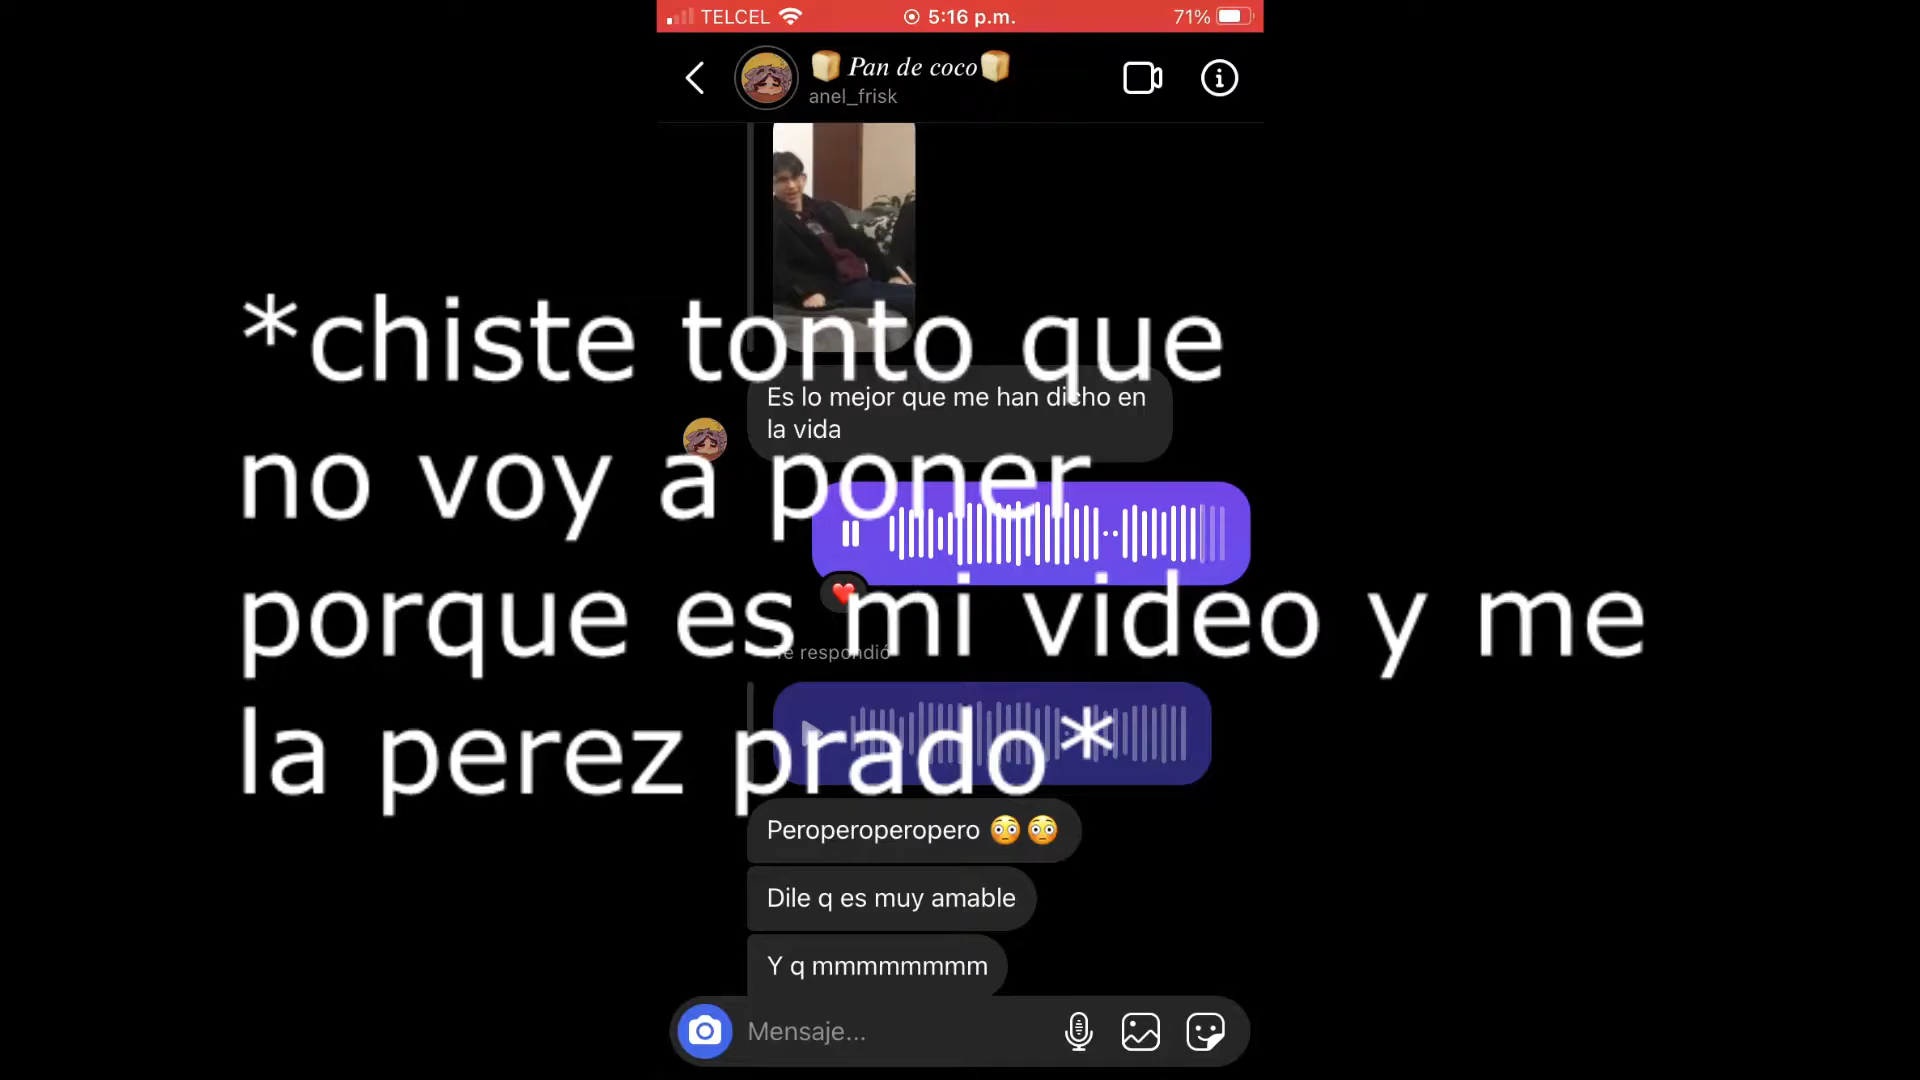 TELCEL 5:16 p.m. 71%
🍞 Pan de coco🍞
anel_frisk
*chiste tonto que
no voy a poner
porque es mi video y me
la perez prado*
Es lo mejor que me han dicho en
la vida
Te respondió
Peroperoperopero 😳😳
Dile q es muy amable
Y q mmmmmmmm
Mensaje...